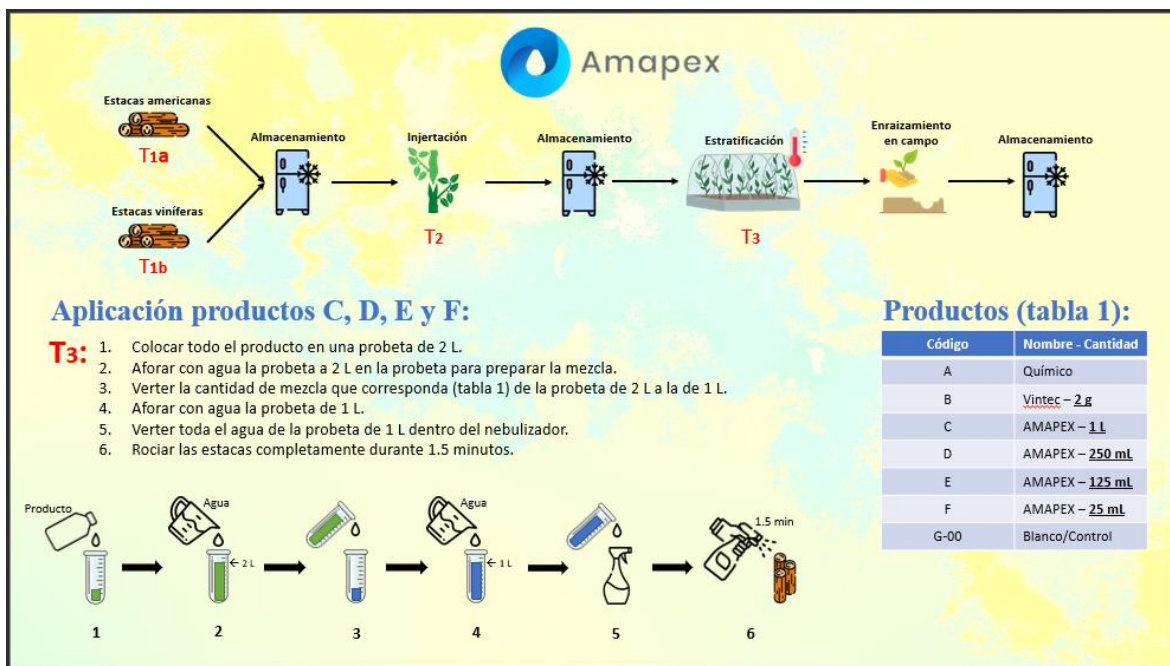 Amapex
Estacas americanas
T1a
Estacas viníferas
T1b
Almacenamiento
Injertación
T2
Almacenamiento
Estratificación
T3
Enraizamiento
en campo
Almacenamiento
Aplicación productos C, D, E y F:
T3:
1. Colocar todo el producto en una probeta de 2 L.
2. Aforar con agua la probeta a 2 L en la probeta para preparar la mezcla.
3. Verter la cantidad de mezcla que corresponda (tabla 1) de la probeta de 2 L a la de 1 L.
4. Aforar con agua la probeta de 1 L.
5. Verter toda el agua de la probeta de 1 L dentro del nebulizador.
6. Rociar las estacas completamente durante 1.5 minutos.
Productos (tabla 1):
Código Nombre - Cantidad
A Químico
B Vintec – 2 g
C AMAPEX – 1 L
D AMAPEX – 250 mL
E AMAPEX – 125 mL
F AMAPEX – 25 mL
G-00 Blanco/Control
Producto
Agua
← 2 L
Agua
← 1 L
1.5 min
1 2 3 4 5 6